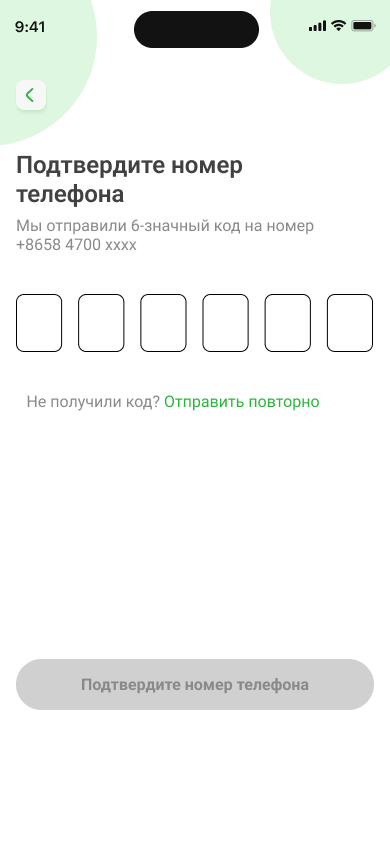 9:41
Подтвердите номер
телефона
Мы отправили 6-значный код на номер
+8658 4700 xxxx
Не получили код? Отправить повторно
Подтвердите номер телефона